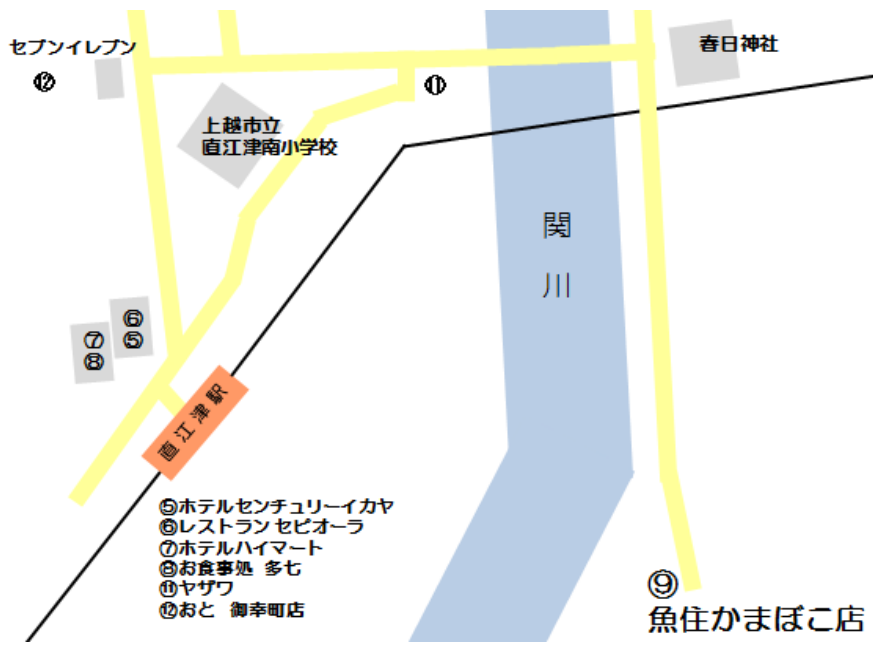 セブンイレブン
⑫
春日神社
⑪
上越市立
直江津南小学校
関川
⑥
⑤
⑦
⑧
直江津駅
⑤ホテルセンチュリーイカヤ
⑥レストラン セピオーラ
⑦ホテルハイマート
⑧お食事処 多七
⑪ヤザワ
⑫おと 御幸町店
⑨
魚住かまぼこ店